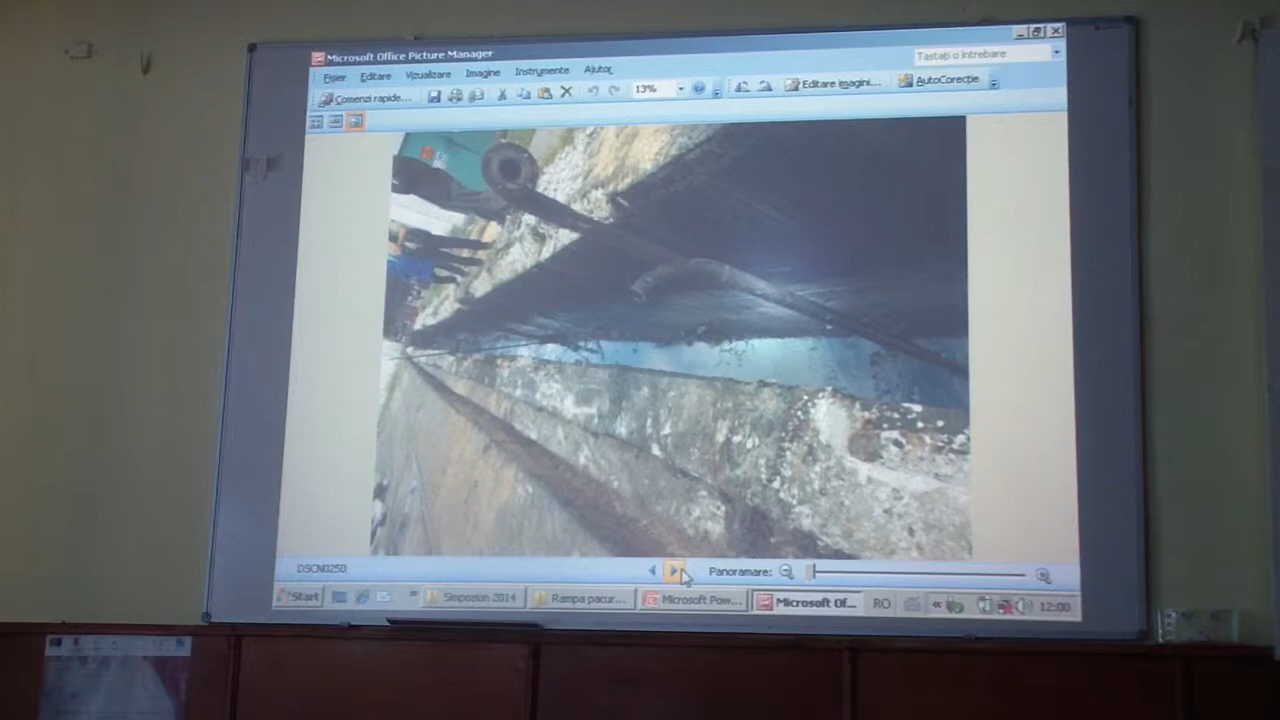 Microsoft Office Picture Manager
Tastați o întrebare
Fișier Editare Vizualizare Imagine Instrumente Ajutor
Comenzi rapide... 13% Editare imagini... AutoCorecție
DSCN0250 Panoramare:
Start Simpozion 2014 Rampa pacur... Microsoft Pow... Microsoft Of... RO 12:00